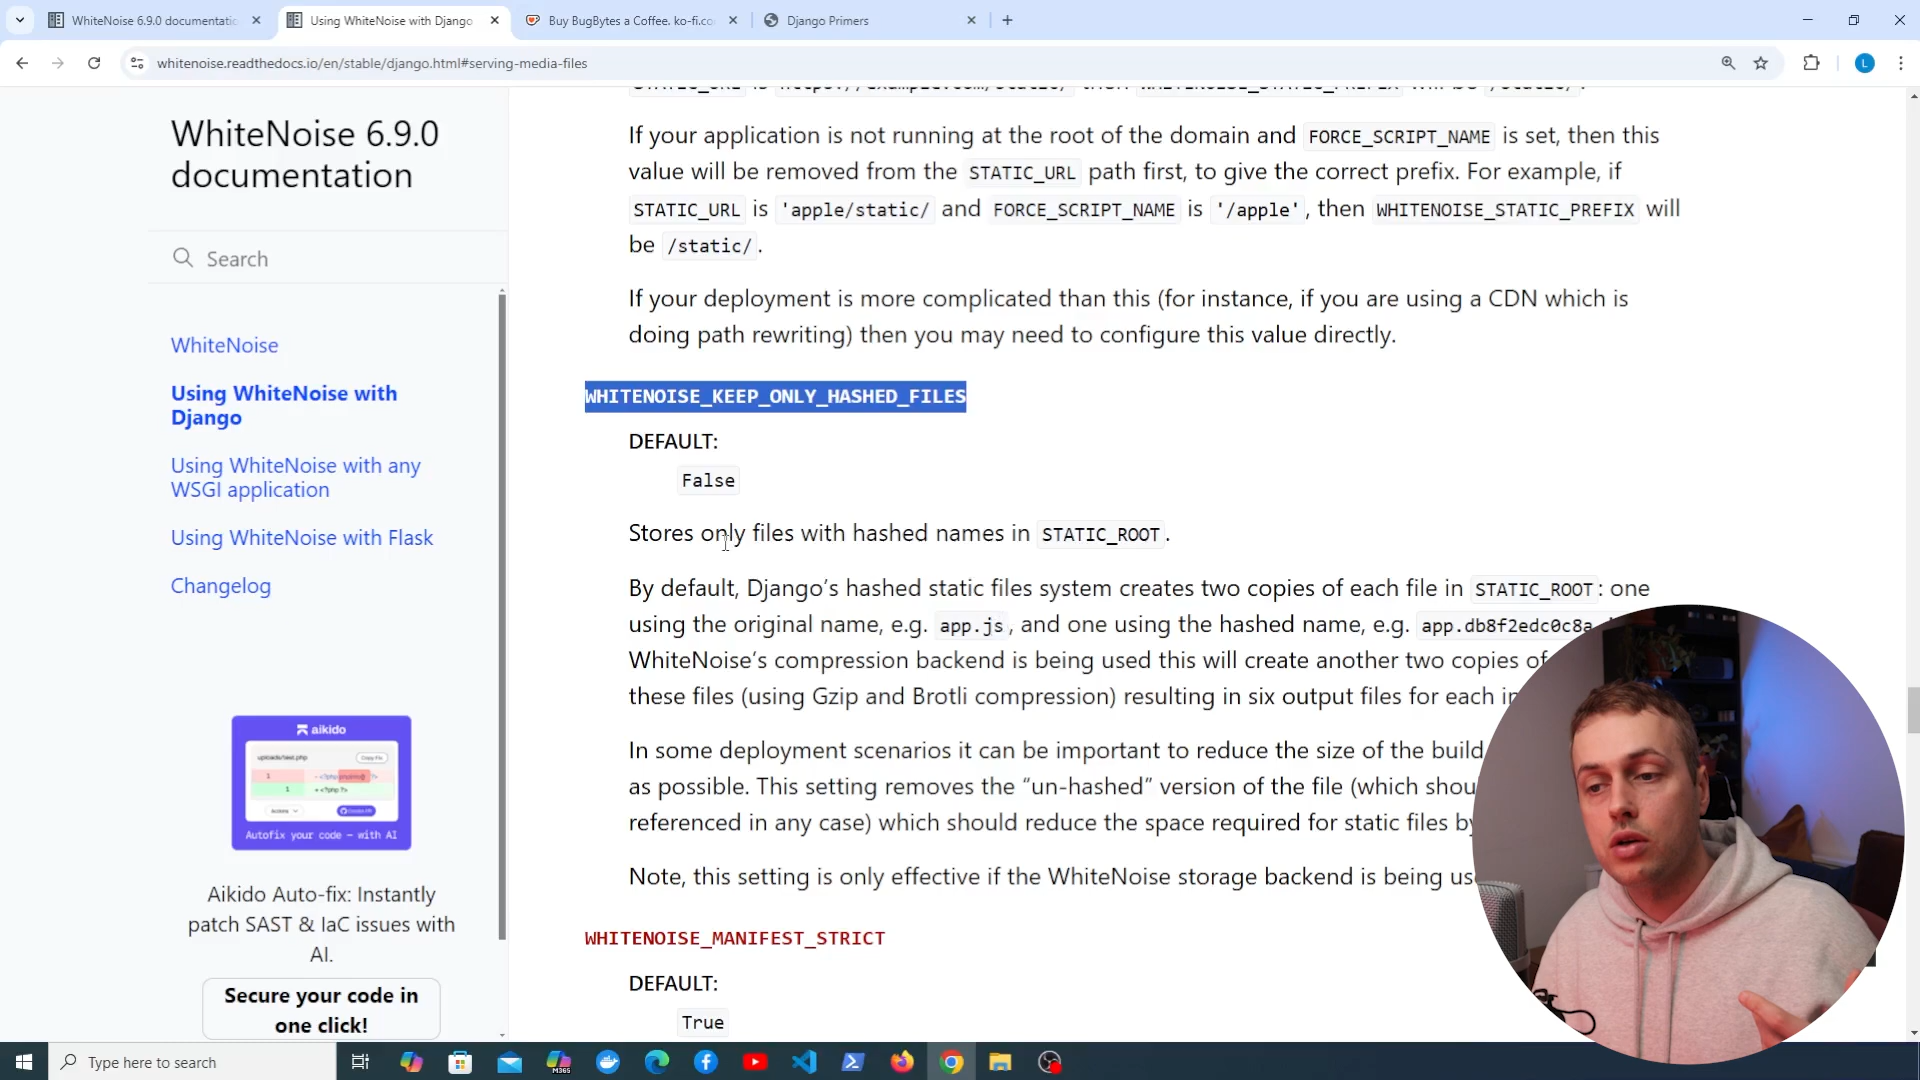 WhiteNoise 6.9.0 documentatio
Using WhiteNoise with Django
Buy BugBytes a Coffee. ko-fi.co
Django Primers
whitenoise.readthedocs.io/en/stable/django.html#serving-media-files
L
WhiteNoise 6.9.0
documentation
Search
WhiteNoise
Using WhiteNoise with
Django
Using WhiteNoise with any
WSGI application
Using WhiteNoise with Flask
Changelog
aikido
Autofix your code – with AI
Aikido Auto-fix: Instantly
patch SAST & IaC issues with
AI.
Secure your code in
one click!
If your application is not running at the root of the domain and FORCE_SCRIPT_NAME is set, then this
value will be removed from the STATIC_URL path first, to give the correct prefix. For example, if
STATIC_URL is 'apple/static/ and FORCE_SCRIPT_NAME is '/apple', then WHITENOISE_STATIC_PREFIX will
be /static/.
If your deployment is more complicated than this (for instance, if you are using a CDN which is
doing path rewriting) then you may need to configure this value directly.
WHITENOISE_KEEP_ONLY_HASHED_FILES
DEFAULT:
False
Stores only files with hashed names in STATIC_ROOT.
By default, Django’s hashed static files system creates two copies of each file in STATIC_ROOT: one
using the original name, e.g. app.js, and one using the hashed name, e.g. app.db8f2edc0c8a
WhiteNoise’s compression backend is being used this will create another two copies of
these files (using Gzip and Brotli compression) resulting in six output files for each
In some deployment scenarios it can be important to reduce the size of the build
as possible. This setting removes the “un-hashed” version of the file (which shou
referenced in any case) which should reduce the space required for static files by
Note, this setting is only effective if the WhiteNoise storage backend is being us
WHITENOISE_MANIFEST_STRICT
DEFAULT:
True
Type here to search